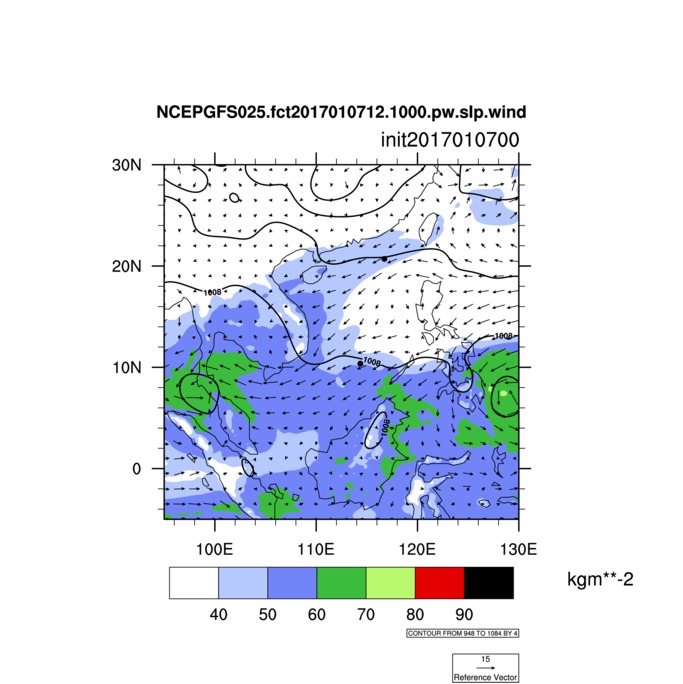 NCEPGFS025.fct2017010712.1000.pw.slp.wind
init2017010700
30N
20N
1008
1008
10N
1008
1008
0
100E 110E 120E 130E
40 50 60 70 80 90
kgm**-2
CONTOUR FROM 948 TO 1084 BY 4
15
Reference Vector